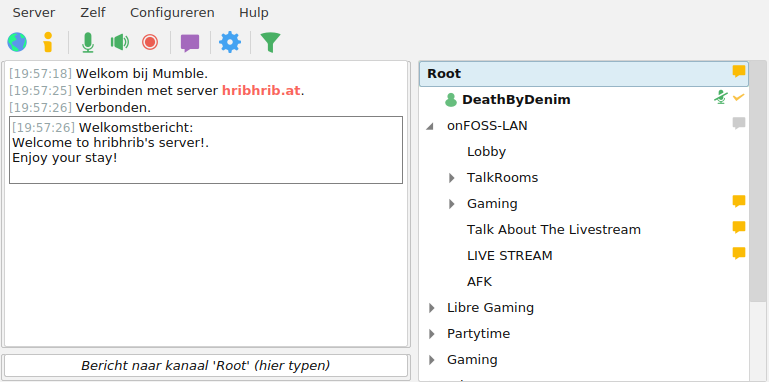 Server Zelf Configureren Hulp
[19:57:18] Welkom bij Mumble.
[19:57:25] Verbinden met server hribhrib.at.
[19:57:26] Verbonden.
[19:57:26] Welkomstbericht:
Welcome to hribhrib's server!.
Enjoy your stay!
Bericht naar kanaal 'Root' (hier typen)
Root
DeathByDenim
onFOSS-LAN
Lobby
TalkRooms
Gaming
Talk About The Livestream
LIVE STREAM
AFK
Libre Gaming
Partytime
Gaming